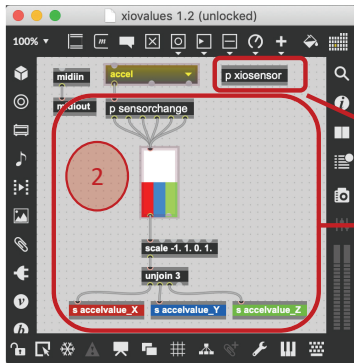 xiovalues 1.2 (unlocked)
100%
midiin
accel
p xiosensor
midiout
p sensorchange
2
scale -1. 1. 0. 1.
unjoin 3
s accelvalue_X
s accelvalue_Y
s accelvalue_Z